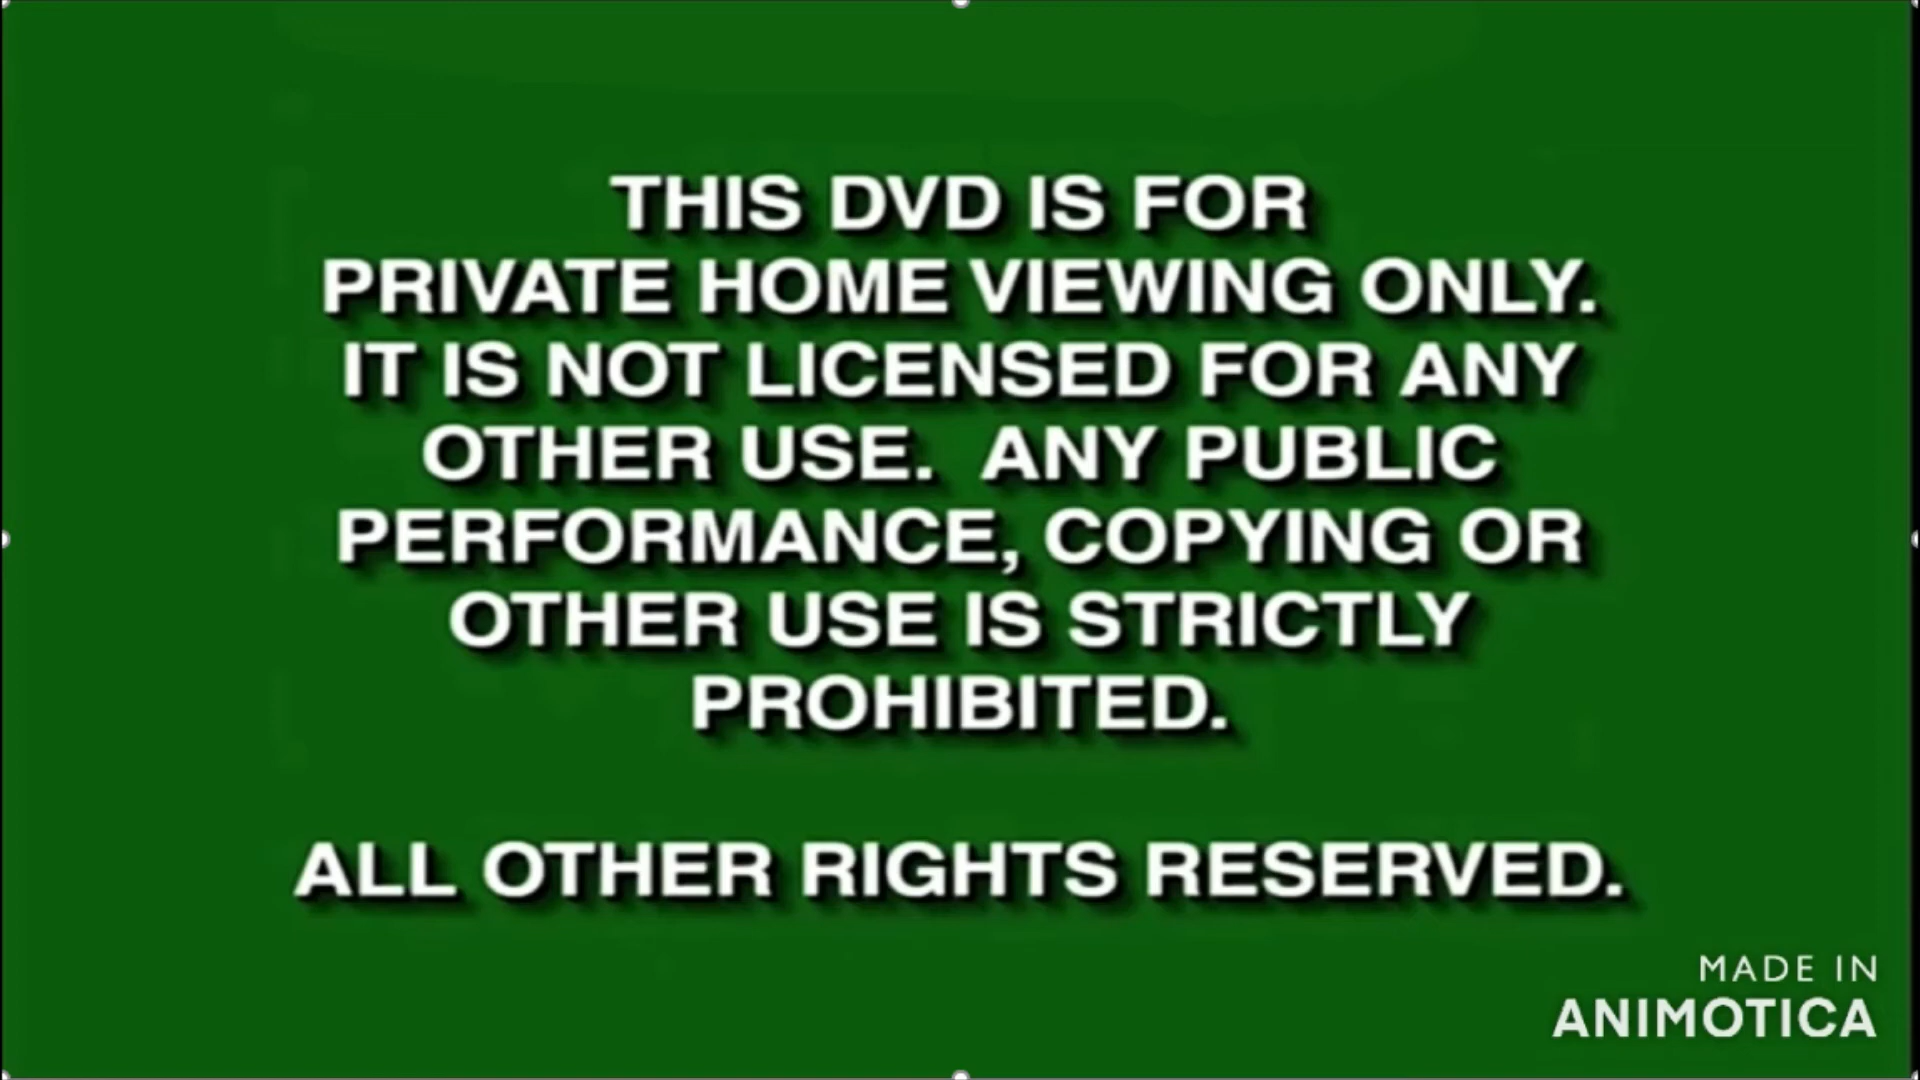 THIS DVD IS FOR
PRIVATE HOME VIEWING ONLY.
IT IS NOT LICENSED FOR ANY
OTHER USE.  ANY PUBLIC
PERFORMANCE, COPYING OR
OTHER USE IS STRICTLY
PROHIBITED.
ALL OTHER RIGHTS RESERVED.
MADE IN
ANIMOTICA